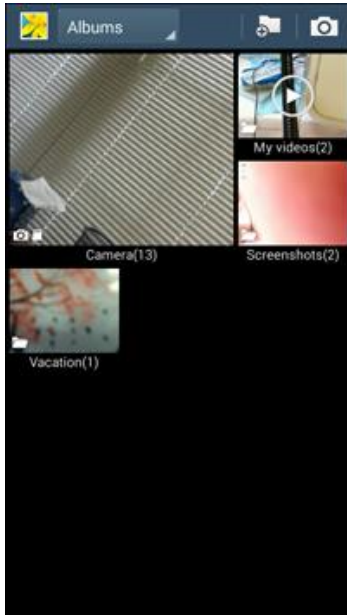 Albums
My videos(2)
Camera(13)
Screenshots(2)
Vacation(1)